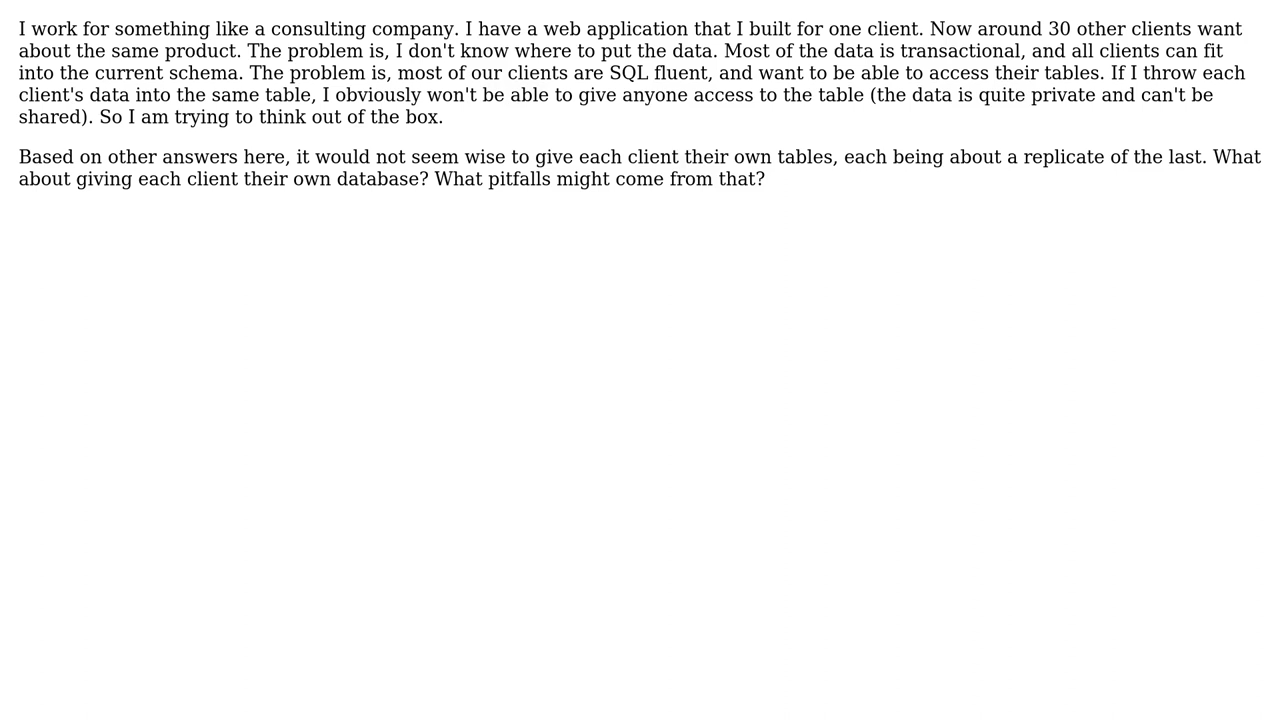 I work for something like a consulting company. I have a web application that I built for one client. Now around 30 other clients want
about the same product. The problem is, I don't know where to put the data. Most of the data is transactional, and all clients can fit
into the current schema. The problem is, most of our clients are SQL fluent, and want to be able to access their tables. If I throw each
client's data into the same table, I obviously won't be able to give anyone access to the table (the data is quite private and can't be
shared). So I am trying to think out of the box.
Based on other answers here, it would not seem wise to give each client their own tables, each being about a replicate of the last. What
about giving each client their own database? What pitfalls might come from that?